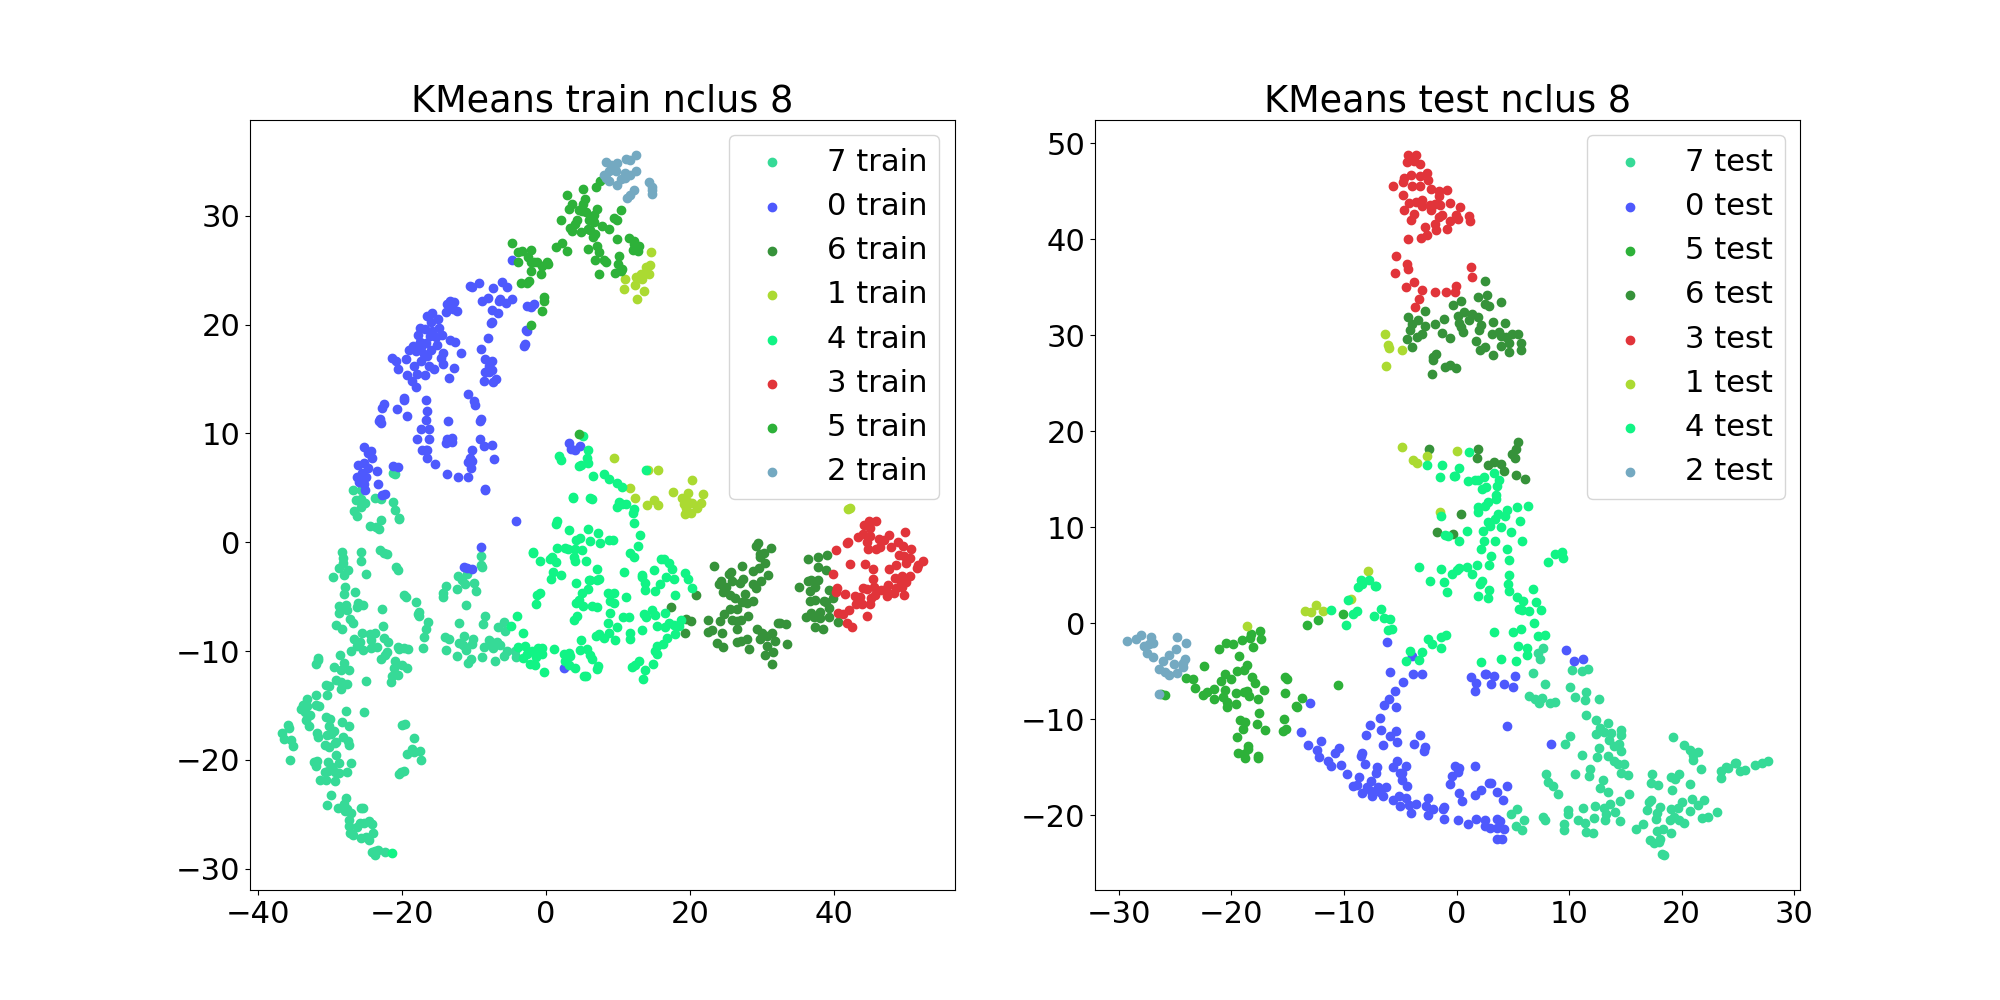 KMeans train nclus 8
30
20
10
0
−10
−20
−30
−40
−20
0
20
40
7 train
0 train
6 train
1 train
4 train
3 train
5 train
2 train
KMeans test nclus 8
50
40
30
20
10
0
−10
−20
−30
−20
−10
0
10
20
30
7 test
0 test
5 test
6 test
3 test
1 test
4 test
2 test